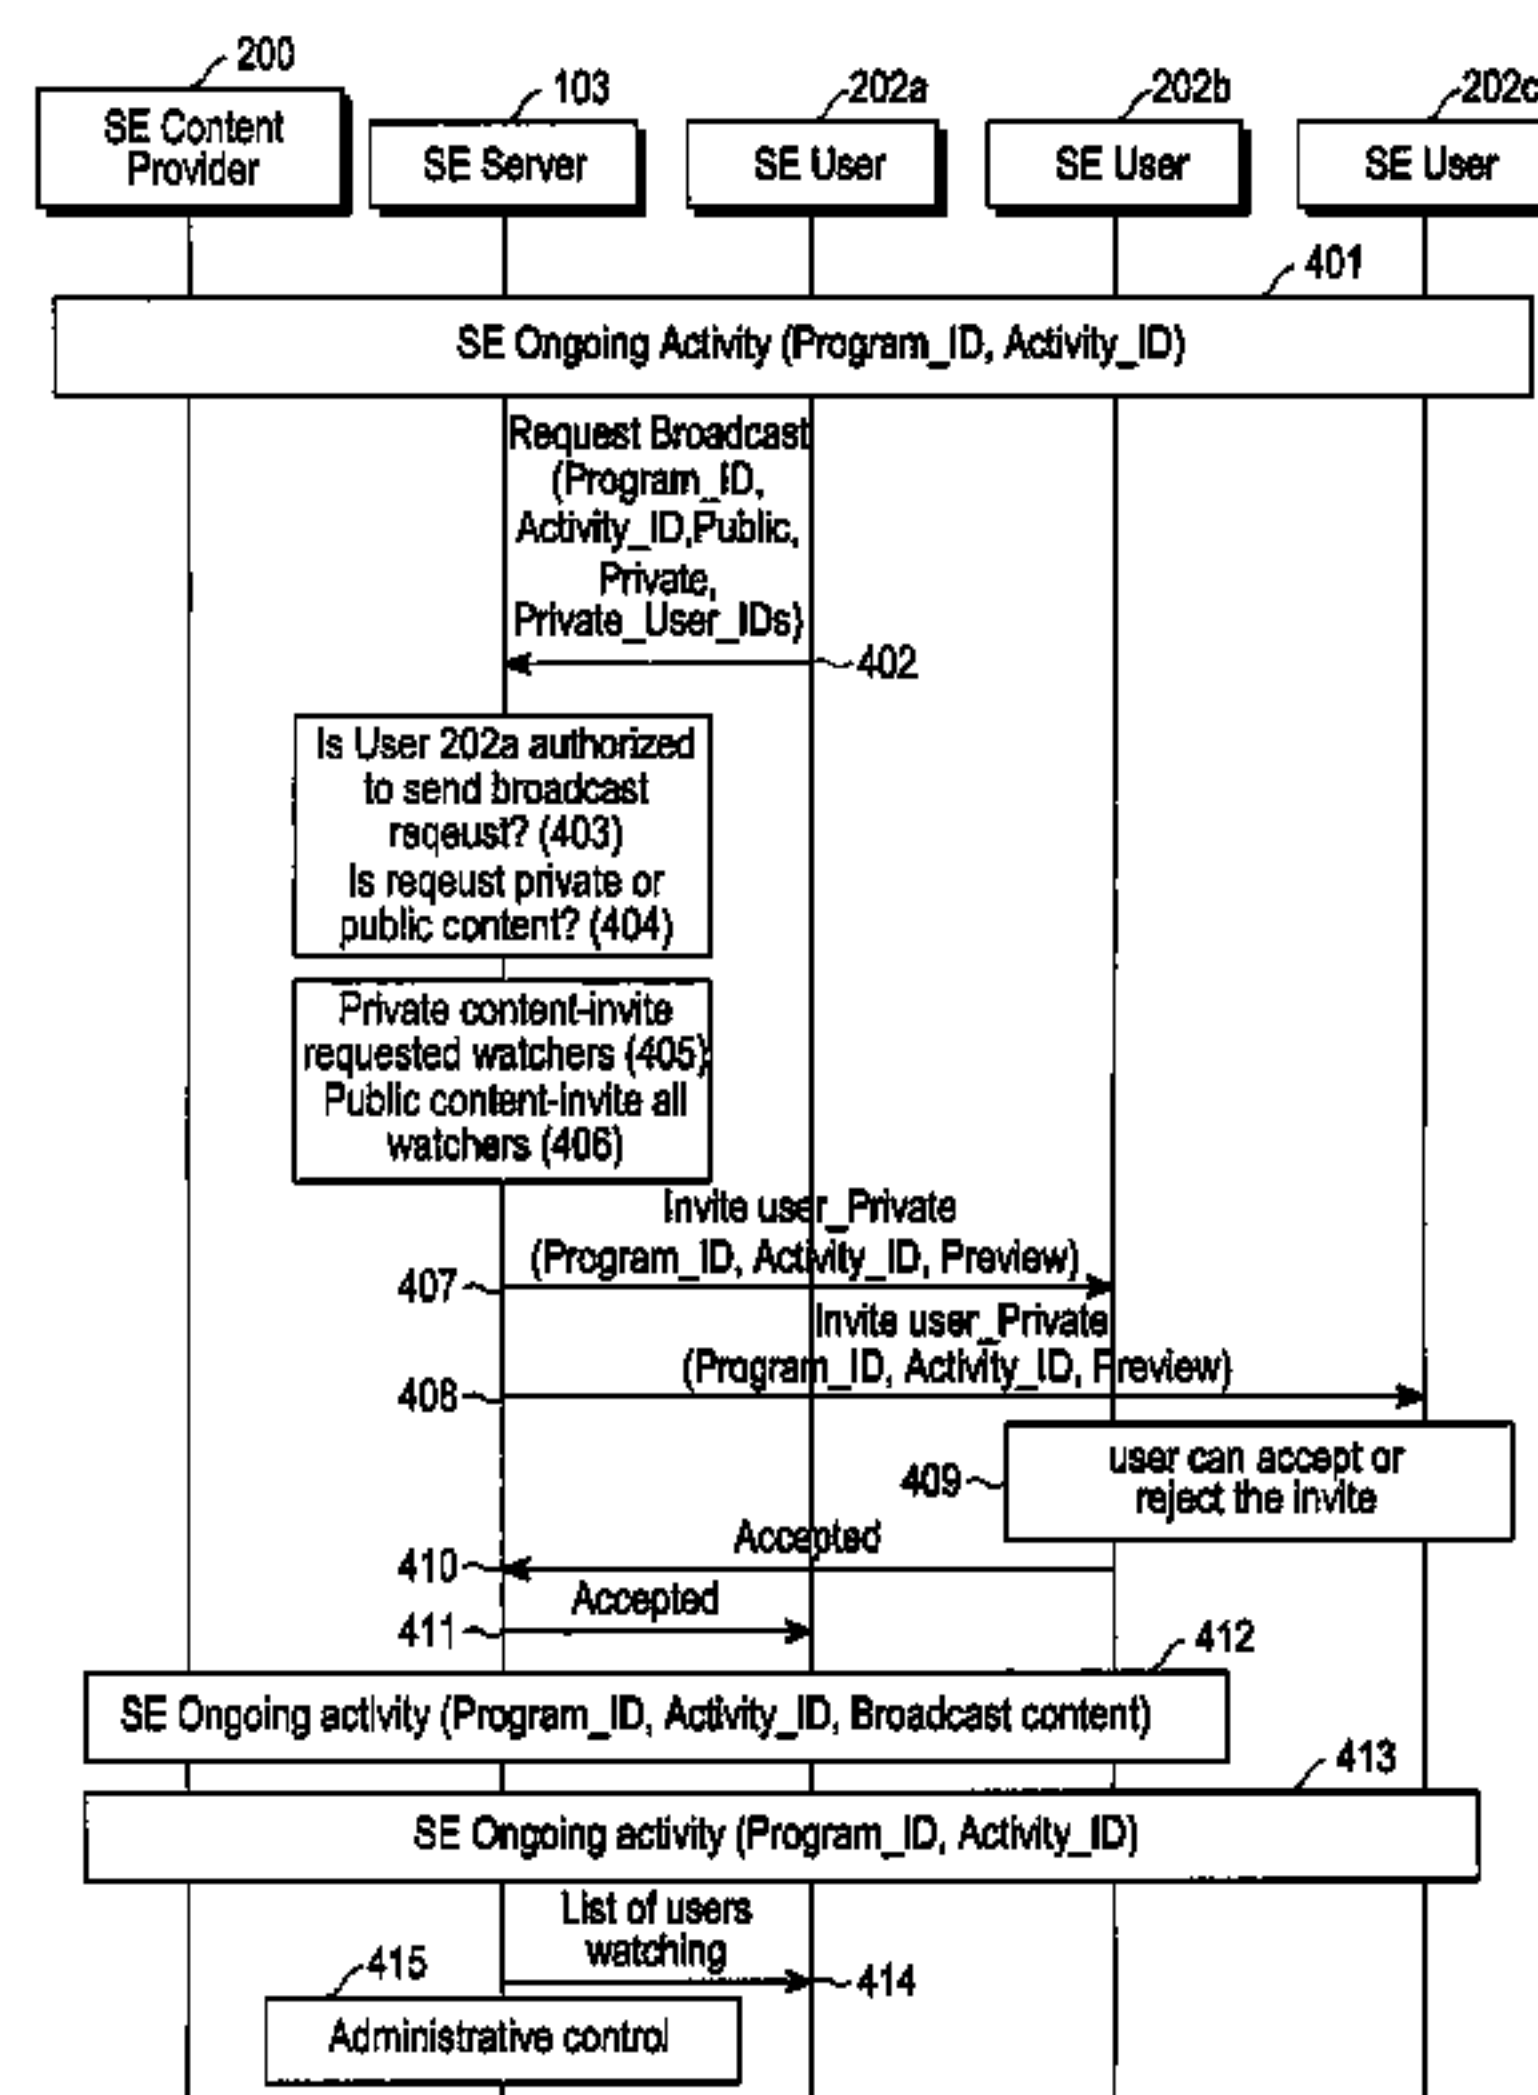 200
103
202a
202b
202c
SE Content
Provider
SE Server
SE User
SE User
SE User
401
SE Ongoing Activity (Program_ID, Activity_ID)
Request Broadcast
(Program_ID,
Activity_ID,Public,
Private,
Private_User_IDs)
402
Is User 202a authorized
to send broadcast
reqeust? (403)
Is reqeust private or
public content? (404)
Private content-invite
requested watchers (405)
Public content-invite all
watchers (406)
Invite user_Private
(Program_ID, Activity_ID, Preview)
407
Invite user_Private
(Program_ID, Activity_ID, Preview)
408
user can accept or
reject the invite
409
Accepted
410
Accepted
411
412
SE Ongoing activity (Program_ID, Activity_ID, Broadcast content)
413
SE Ongoing activity (Program_ID, Activity_ID)
List of users
watching
414
415
Administrative control